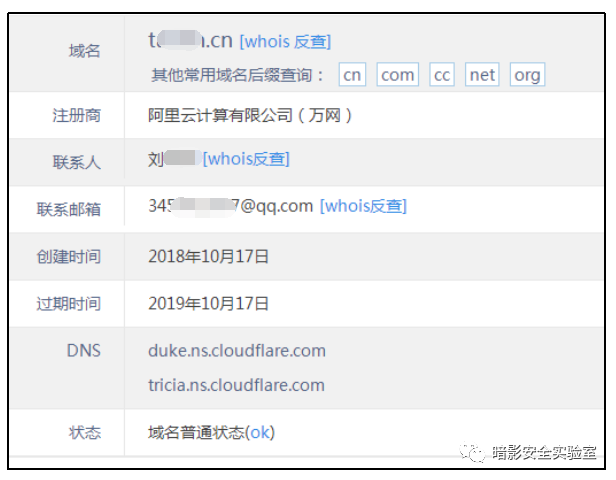 域名
t n.cn [whois 反查]
其他常用域名后缀查询： cn com cc net org
注册商 阿里云计算有限公司（万网）
联系人 刘 [whois反查]
联系邮箱 345 7@qq.com [whois反查]
创建时间 2018年10月17日
过期时间 2019年10月17日
DNS duke.ns.cloudflare.com
tricia.ns.cloudflare.com
状态 域名普通状态(ok)
暗影安全实验室